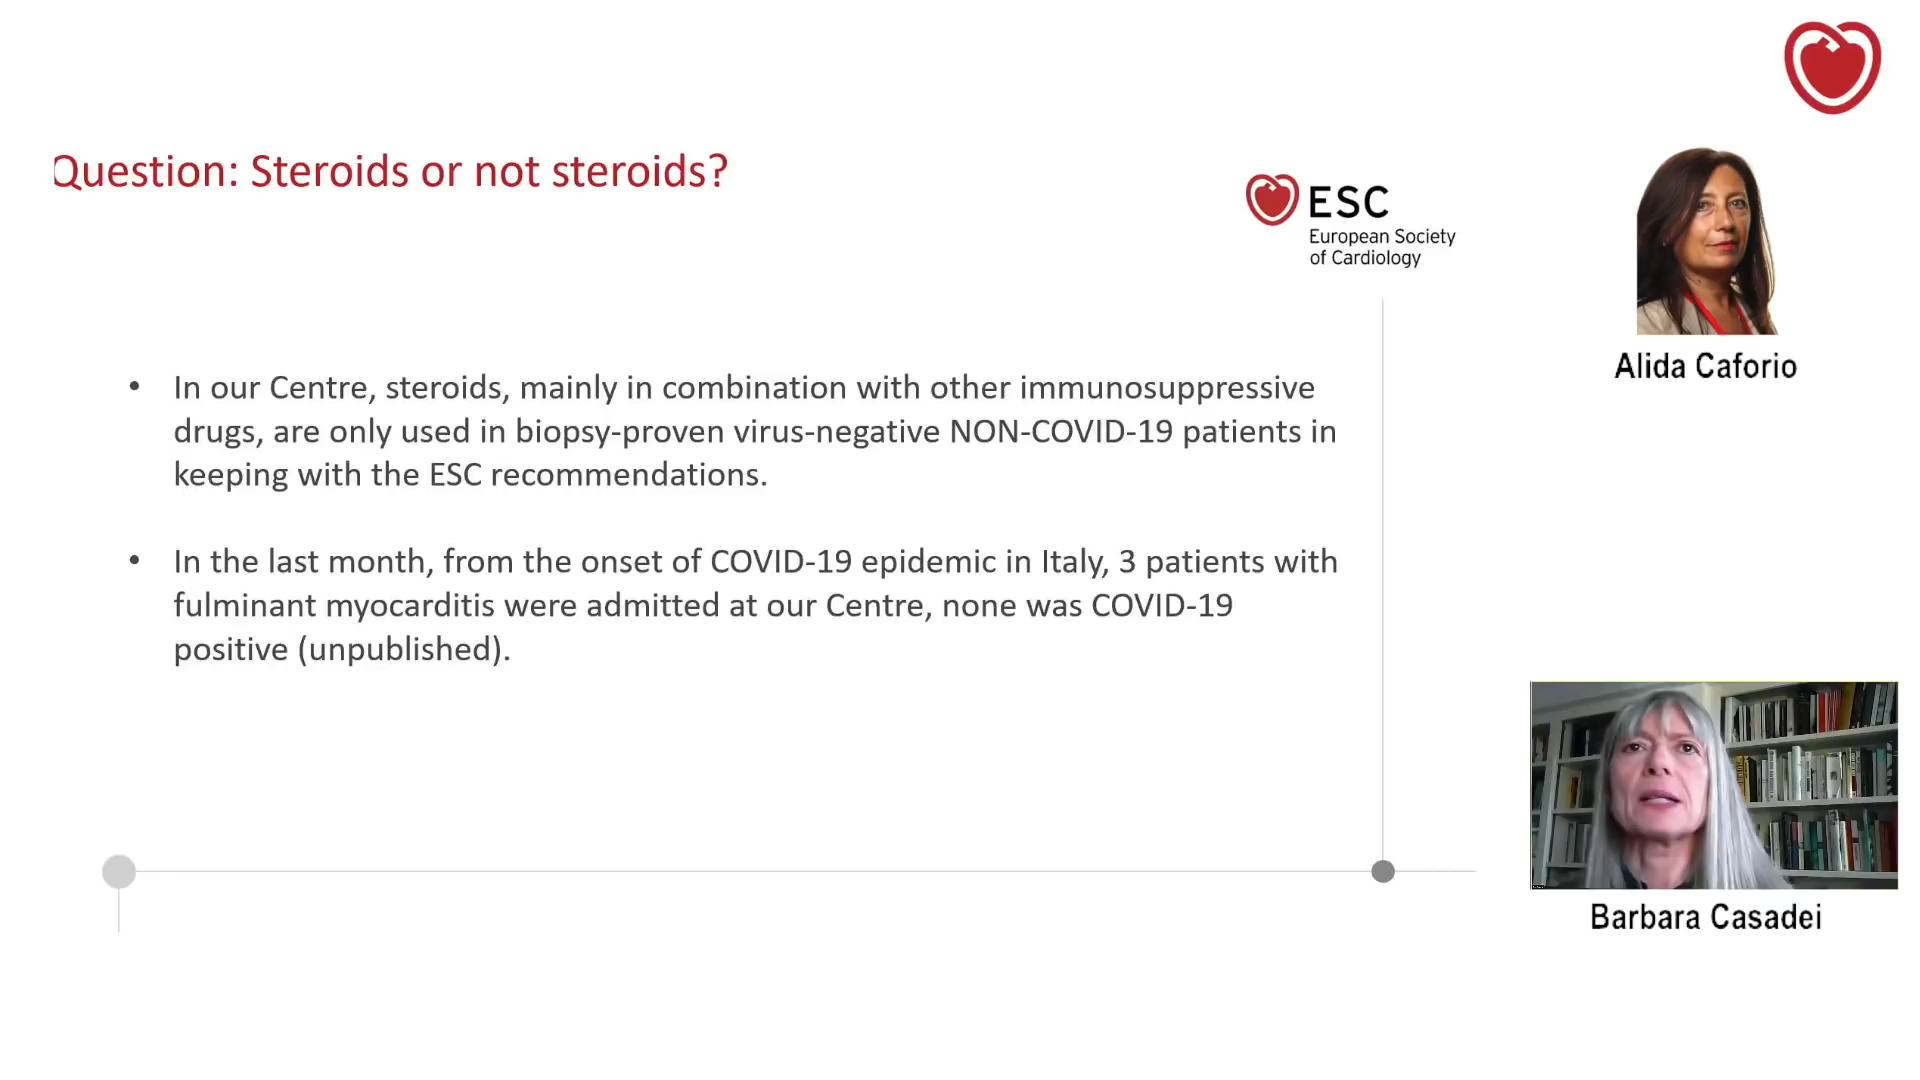 Question: Steroids or not steroids?
ESC
European Society
of Cardiology
Alida Caforio
• In our Centre, steroids, mainly in combination with other immunosuppressive
drugs, are only used in biopsy-proven virus-negative NON-COVID-19 patients in
keeping with the ESC recommendations.
• In the last month, from the onset of COVID-19 epidemic in Italy, 3 patients with
fulminant myocarditis were admitted at our Centre, none was COVID-19
positive (unpublished).
Barbara Casadei